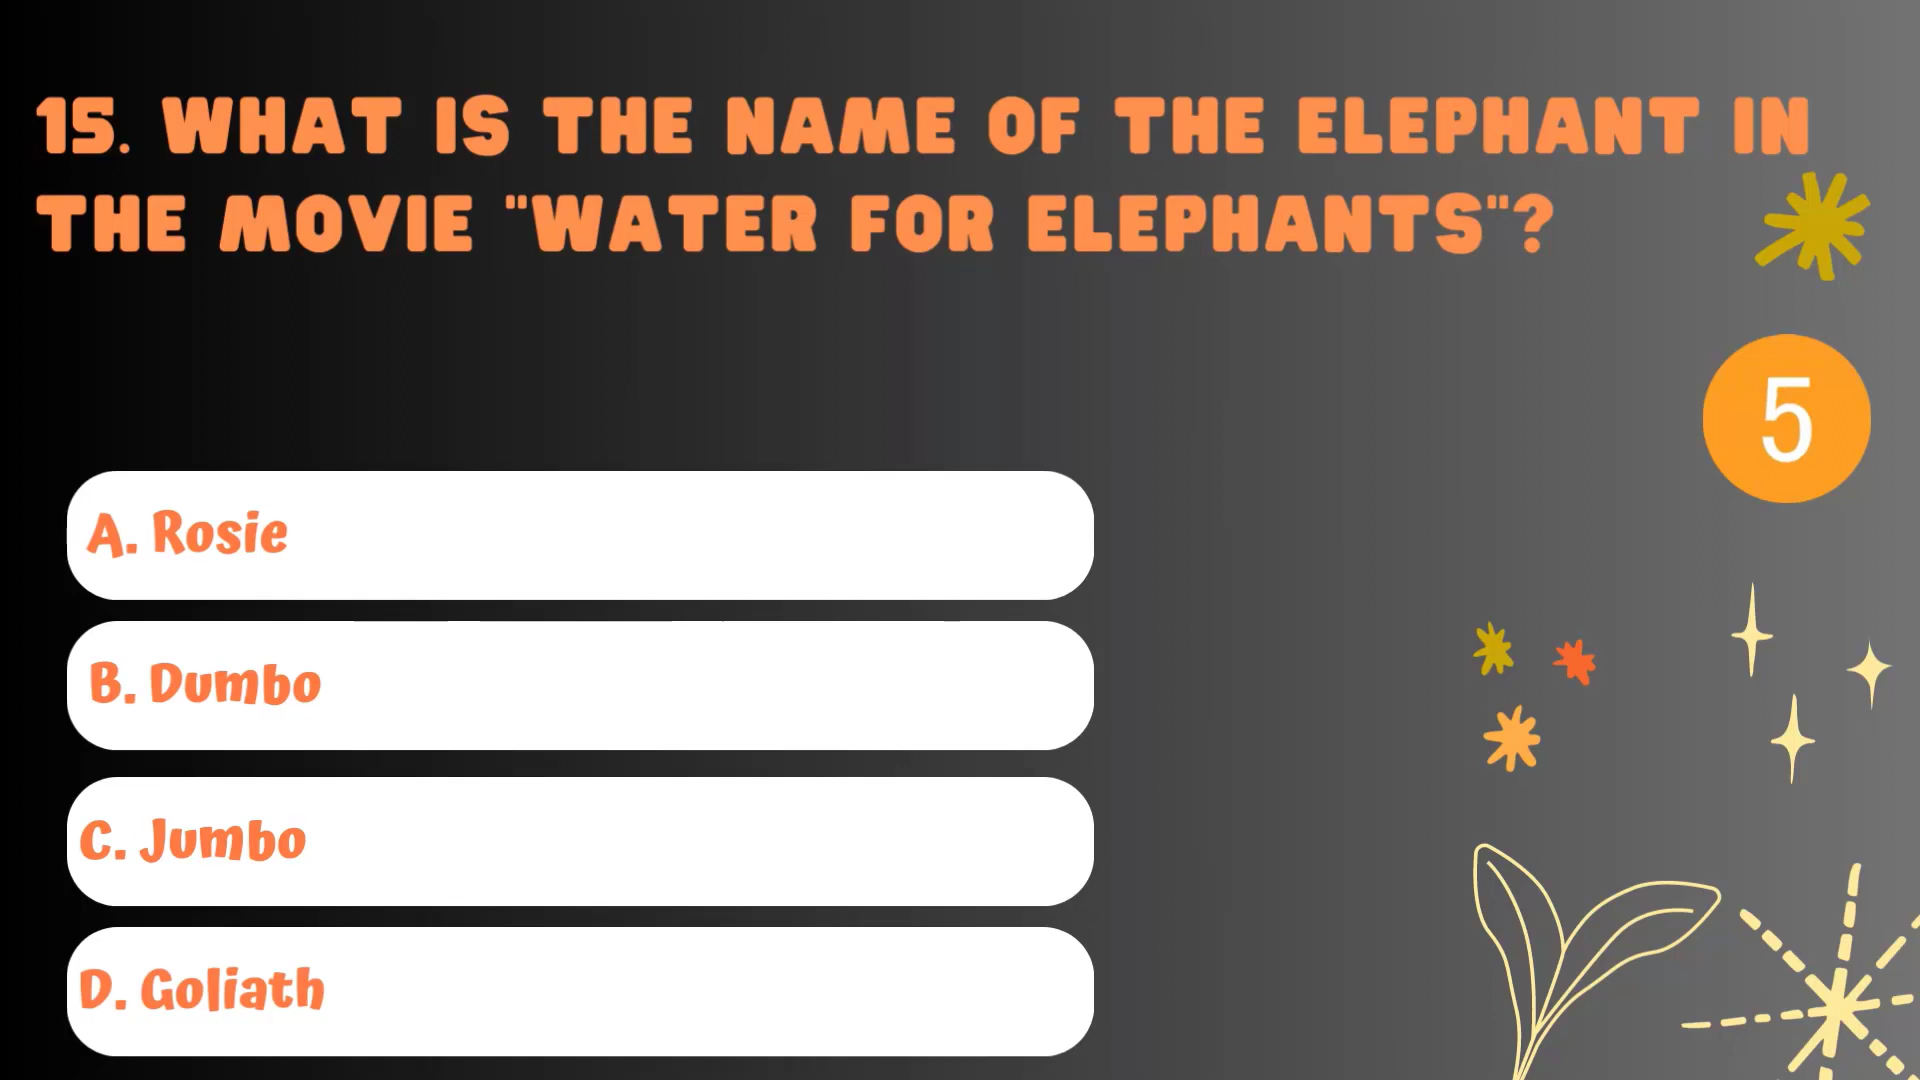 15. WHAT IS THE NAME OF THE ELEPHANT IN
THE MOVIE "WATER FOR ELEPHANTS"?
5
A. Rosie
B. Dumbo
C. Jumbo
D. Goliath